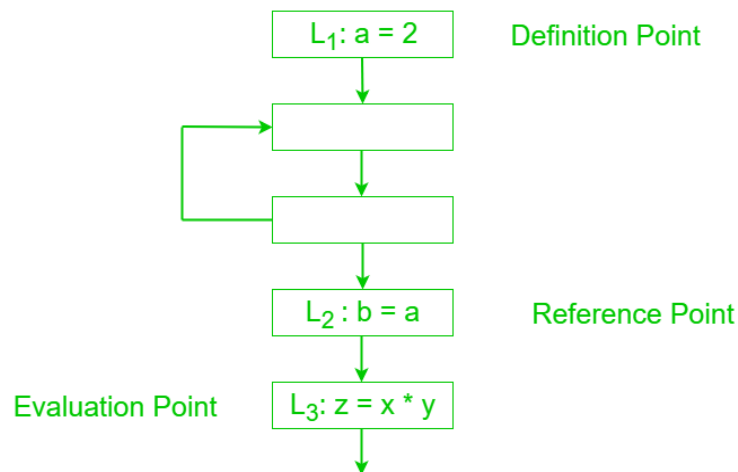 L₁: a = 2
Definition Point
L₂ : b = a
Reference Point
Evaluation Point
L₃: z = x * y